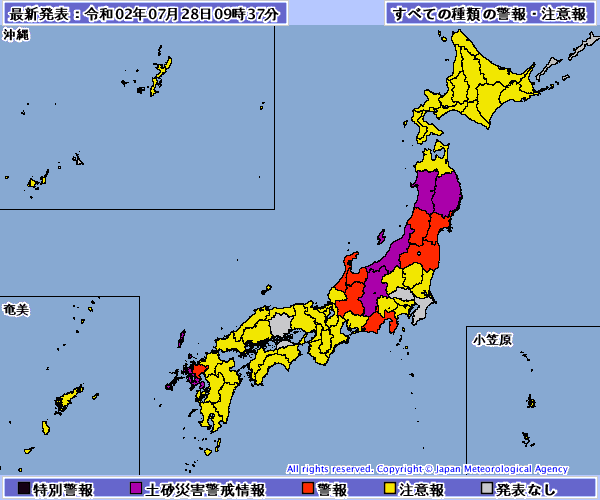 最新発表：令和02年07月28日09時37分
すべての種類の警報・注意報
沖縄
奄美
小笠原
All rights reserved. Copyright © Japan Meteorological Agency
特別警報 土砂災害警戒情報 警報 注意報 発表なし